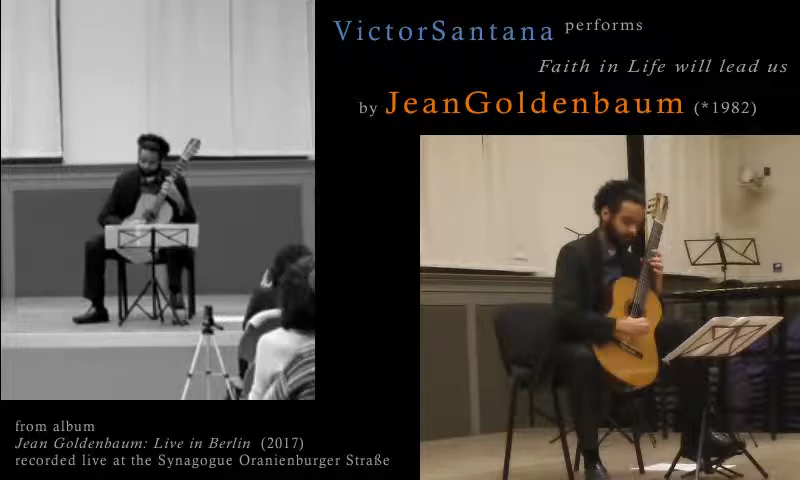 VictorSantana performs
Faith in Life will lead us
by JeanGoldenbaum (*1982)
from album
Jean Goldenbaum: Live in Berlin (2017)
recorded live at the Synagogue Oranienburger Straße